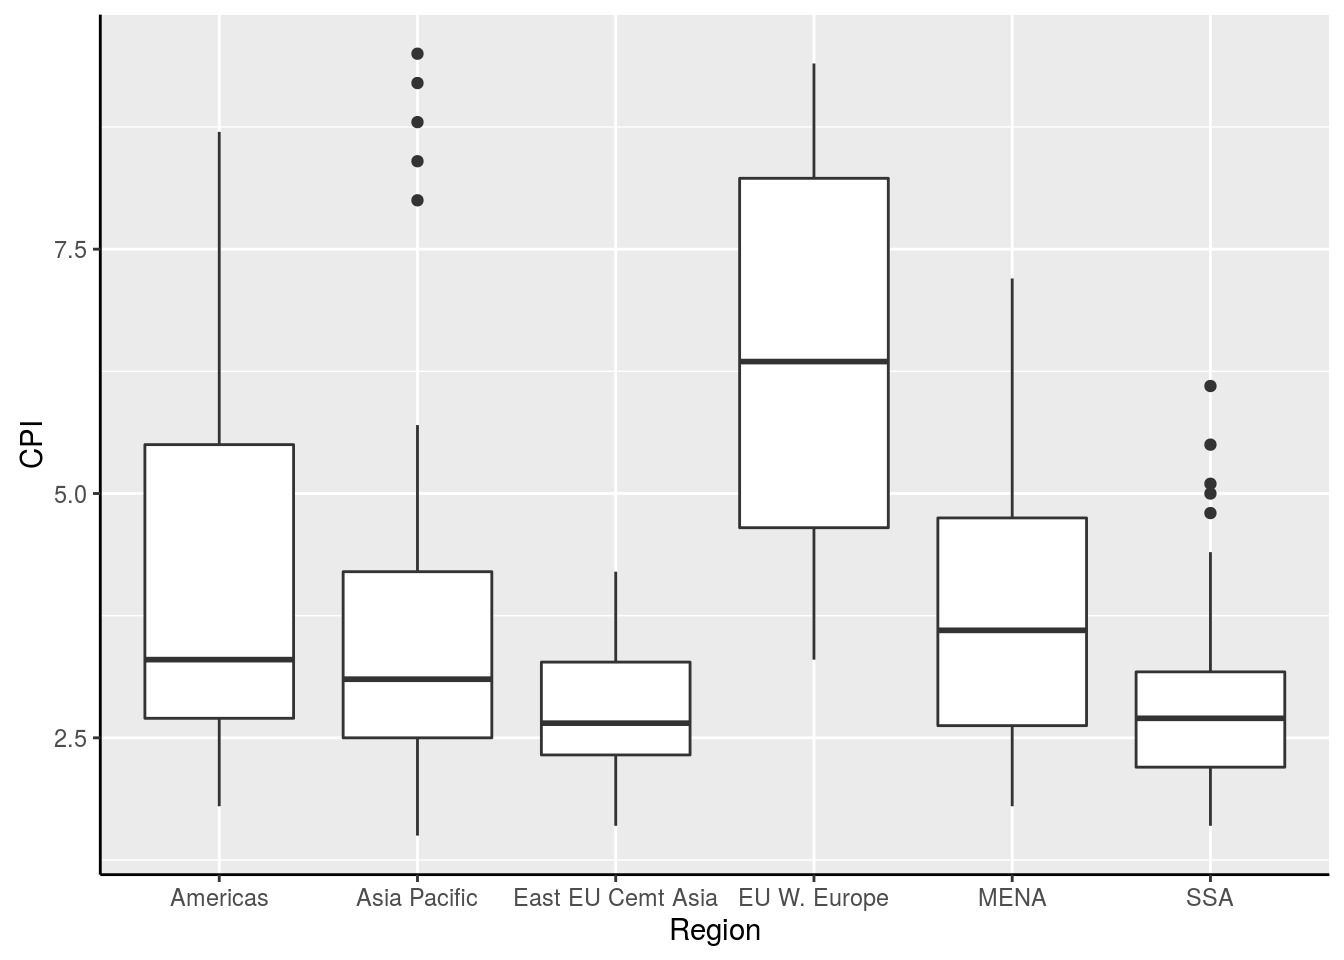 CPI
7.5
5.0
2.5
Americas
Asia Pacific
East EU Cemt Asia
EU W. Europe
MENA
SSA
Region